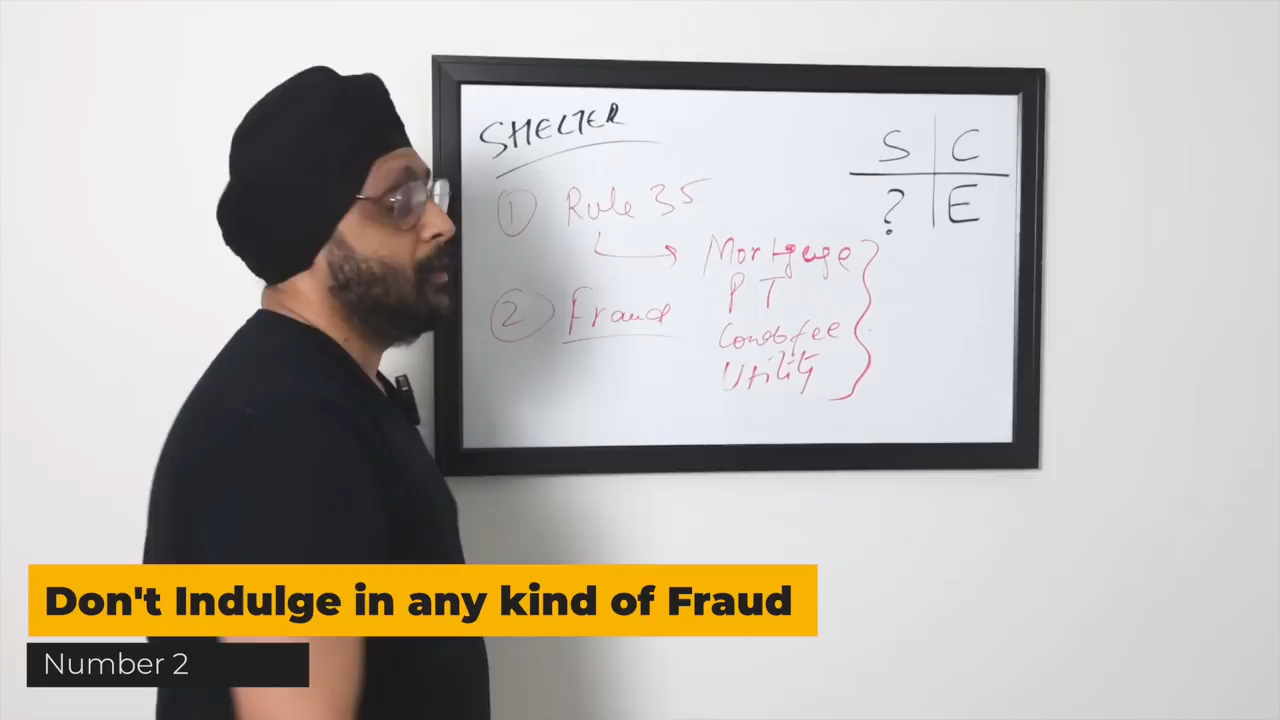 SHELTER
S C
? E
① Rule 35
Mortgage
PT
Condofee
Utility
② Fraud
Don't Indulge in any kind of Fraud
Number 2